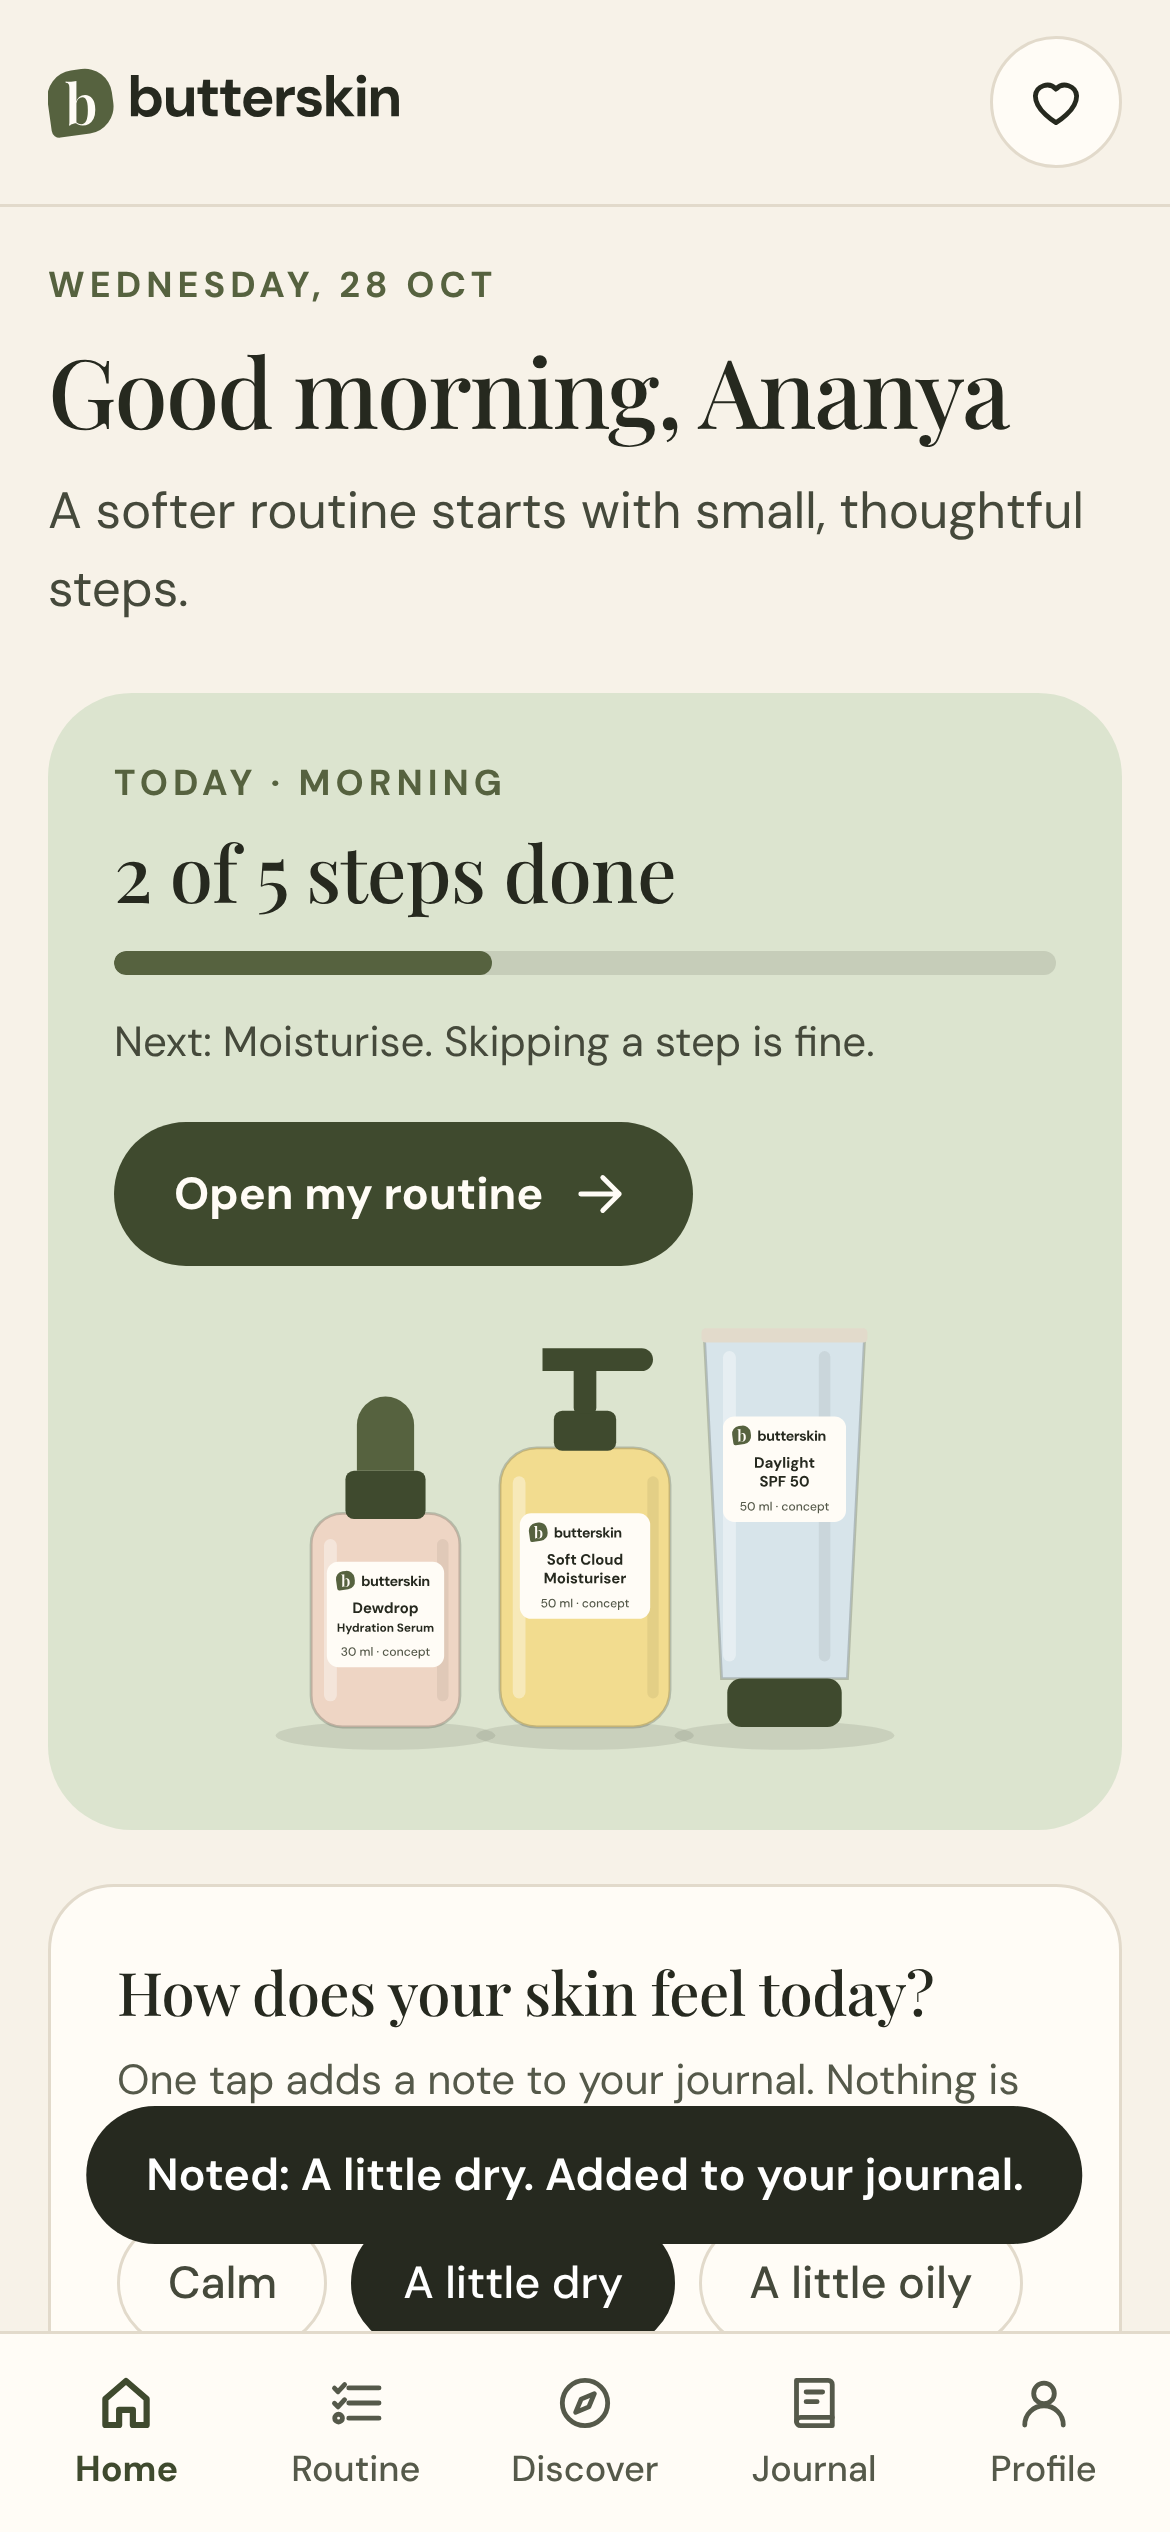 b butterskin
WEDNESDAY, 28 OCT
Good morning, Ananya
A softer routine starts with small, thoughtful
steps.
TODAY · MORNING
2 of 5 steps done
Next: Moisturise. Skipping a step is fine.
Open my routine
b butterskin
Dewdrop
Hydration Serum
30 ml · concept
b butterskin
Soft Cloud
Moisturiser
50 ml · concept
b butterskin
Daylight
SPF 50
50 ml · concept
How does your skin feel today?
One tap adds a note to your journal. Nothing is
Noted: A little dry. Added to your journal.
Calm A little dry A little oily
Home Routine Discover Journal Profile